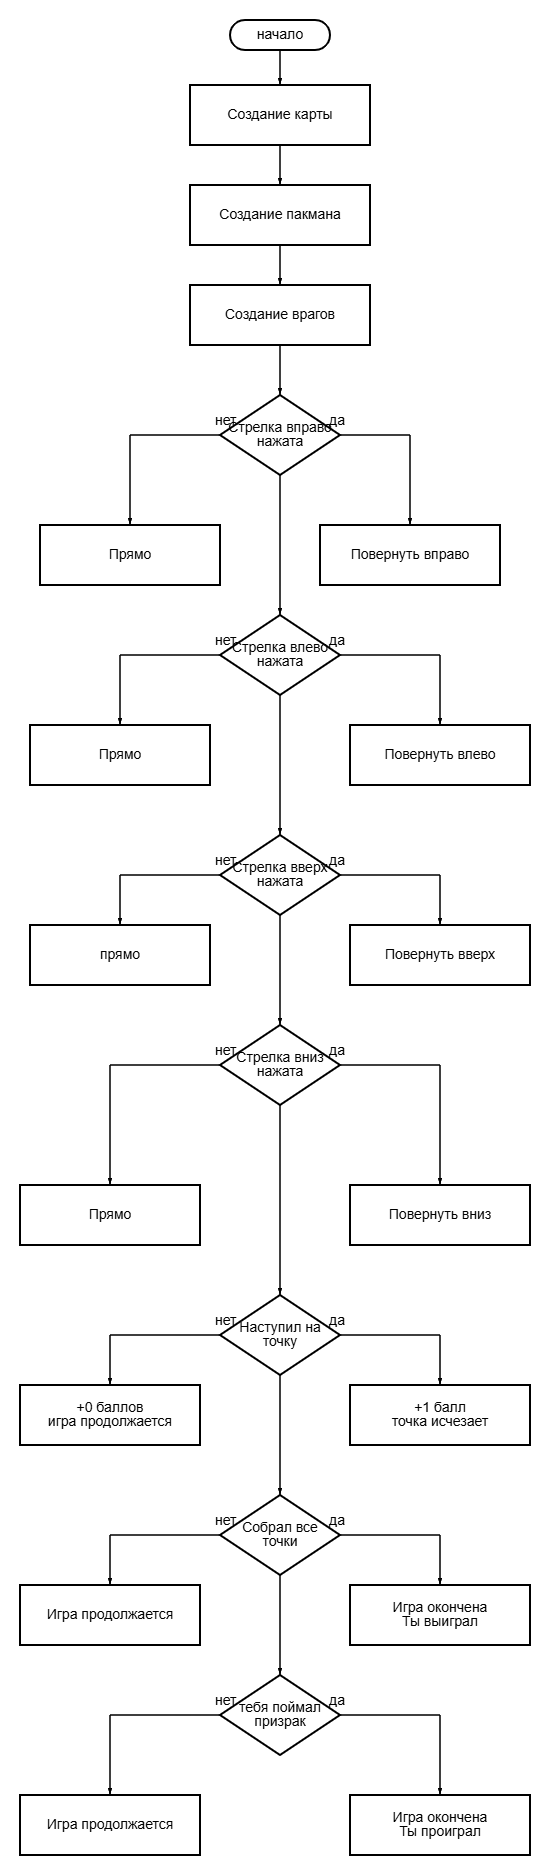 начало
Создание карты
Создание пакмана
Создание врагов
нет
да
Стрелка вправо
нажата
Прямо
Повернуть вправо
нет
да
Стрелка влево
нажата
Прямо
Повернуть влево
нет
да
Стрелка вверх
нажата
прямо
Повернуть вверх
нет
да
Стрелка вниз
нажата
Прямо
Повернуть вниз
нет
да
Наступил на
точку
+0 баллов
игра продолжается
+1 балл
точка исчезает
нет
да
Собрал все
точки
Игра продолжается
Игра окончена
Ты выиграл
нет
да
тебя поймал
призрак
Игра продолжается
Игра окончена
Ты проиграл